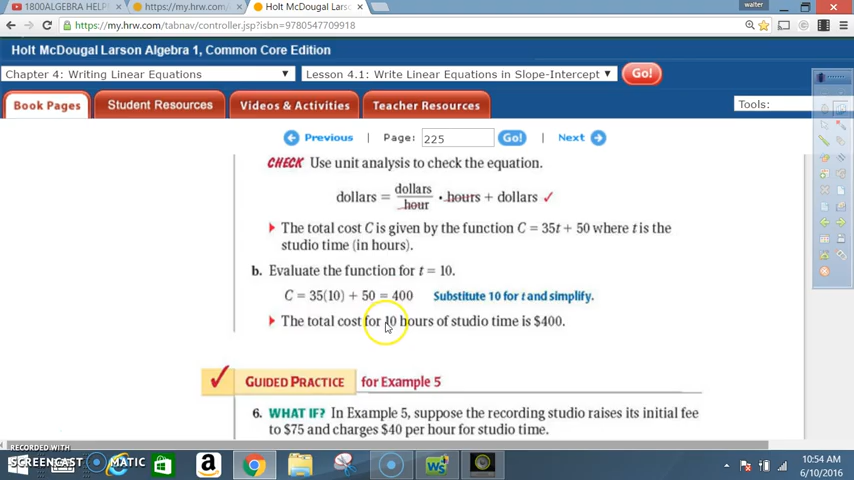 1800ALGEBRA HELP
https://my.hrw.com/tabnav
Holt McDougal Larson Alg
walter
https://my.hrw.com/tabnav/controller.jsp?isbn=9780547709918
Holt McDougal Larson Algebra 1, Common Core Edition
Chapter 4: Writing Linear Equations
Lesson 4.1: Write Linear Equations in Slope-Intercept
Go!
Book Pages
Student Resources
Videos & Activities
Teacher Resources
Tools:
Previous | Page: 225 Go! | Next
CHECK Use unit analysis to check the equation.
dollars = dollars/hour • hours + dollars ✓
The total cost C is given by the function C = 35t + 50 where t is the
studio time (in hours).
b. Evaluate the function for t = 10.
C = 35(10) + 50 = 400 Substitute 10 for t and simplify.
The total cost for 10 hours of studio time is $400.
GUIDED PRACTICE for Example 5
6. WHAT IF? In Example 5, suppose the recording studio raises its initial fee
to $75 and charges $40 per hour for studio time.
RECORDED WITH
SCREENCAST MATIC
10:54 AM
6/10/2016